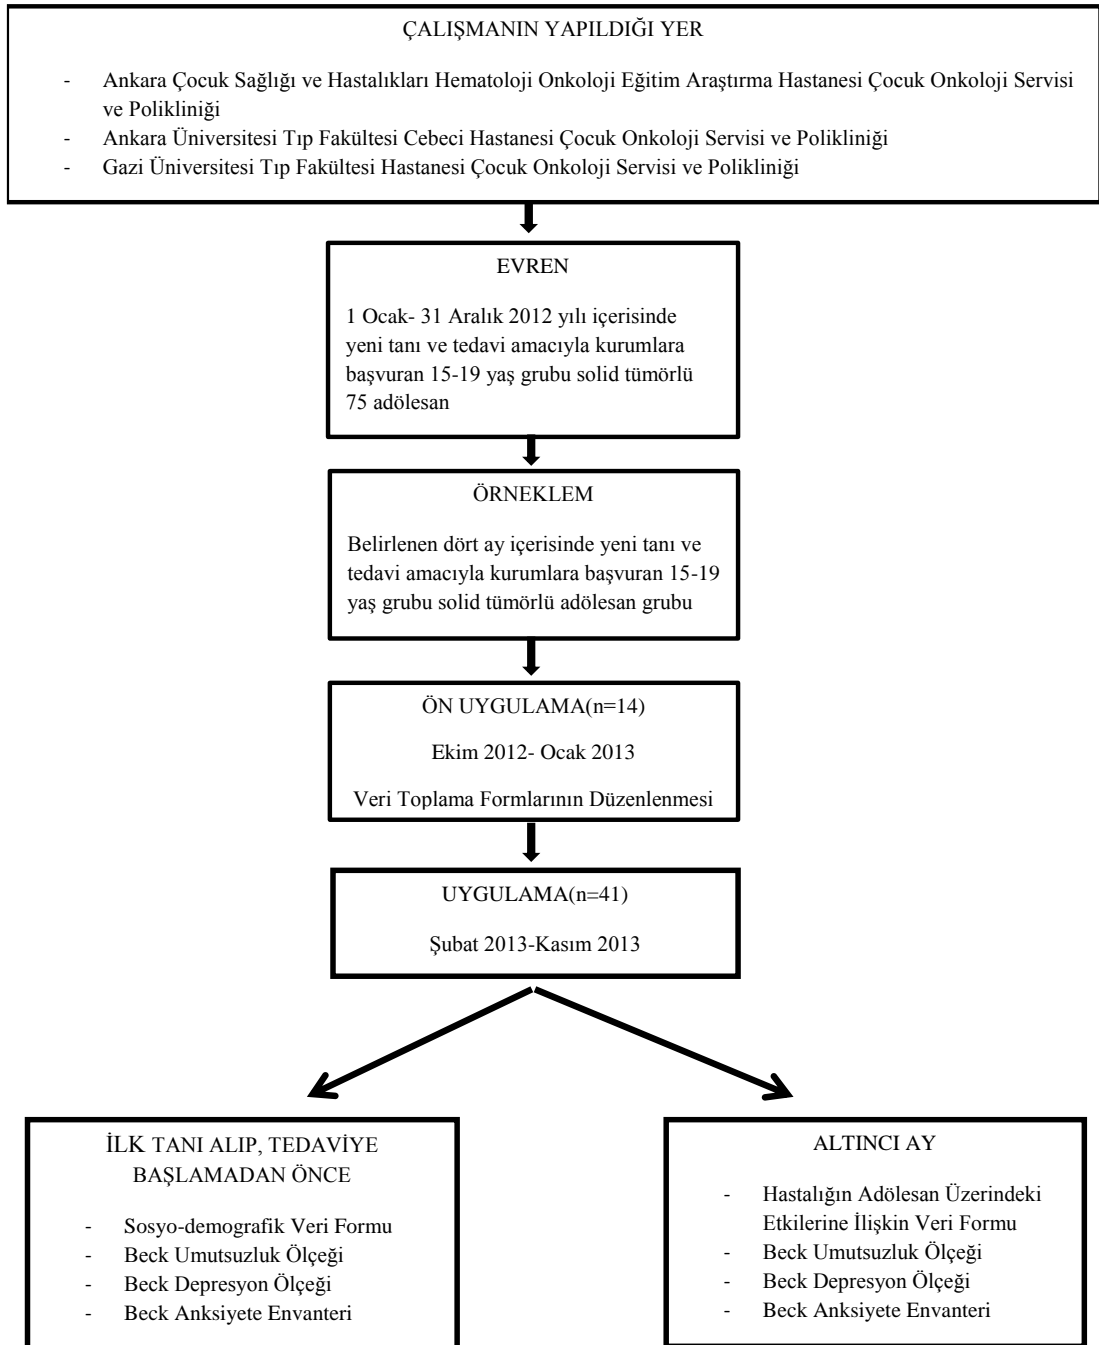 ÇALIŞMANIN YAPILDIĞI YER
- Ankara Çocuk Sağlığı ve Hastalıkları Hematoloji Onkoloji Eğitim Araştırma Hastanesi Çocuk Onkoloji Servisi
ve Polikliniği
- Ankara Üniversitesi Tıp Fakültesi Cebeci Hastanesi Çocuk Onkoloji Servisi ve Polikliniği
- Gazi Üniversitesi Tıp Fakültesi Hastanesi Çocuk Onkoloji Servisi ve Polikliniği
EVREN
1 Ocak- 31 Aralık 2012 yılı içerisinde
yeni tanı ve tedavi amacıyla kurumlara
başvuran 15-19 yaş grubu solid tümörlü
75 adölesan
ÖRNEKLEM
Belirlenen dört ay içerisinde yeni tanı ve
tedavi amacıyla kurumlara başvuran 15-19
yaş grubu solid tümörlü adölesan grubu
ÖN UYGULAMA(n=14)
Ekim 2012- Ocak 2013
Veri Toplama Formlarının Düzenlenmesi
UYGULAMA(n=41)
Şubat 2013-Kasım 2013
İLK TANI ALIP, TEDAVİYE
BAŞLAMADAN ÖNCE
- Sosyo-demografik Veri Formu
- Beck Umutsuzluk Ölçeği
- Beck Depresyon Ölçeği
- Beck Anksiyete Envanteri
ALTINCI AY
- Hastalığın Adölesan Üzerindeki
Etkilerine İlişkin Veri Formu
- Beck Umutsuzluk Ölçeği
- Beck Depresyon Ölçeği
- Beck Anksiyete Envanteri